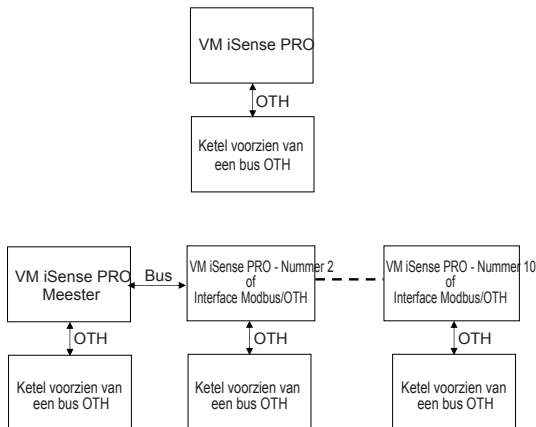 VM iSense PRO
OTH
Ketel voorzien van
een bus OTH
VM iSense PRO
Meester
Bus
VM iSense PRO - Nummer 2
of
Interface Modbus/OTH
VM iSense PRO - Nummer 10
of
Interface Modbus/OTH
OTH
OTH
OTH
Ketel voorzien van
een bus OTH
Ketel voorzien van
een bus OTH
Ketel voorzien van
een bus OTH